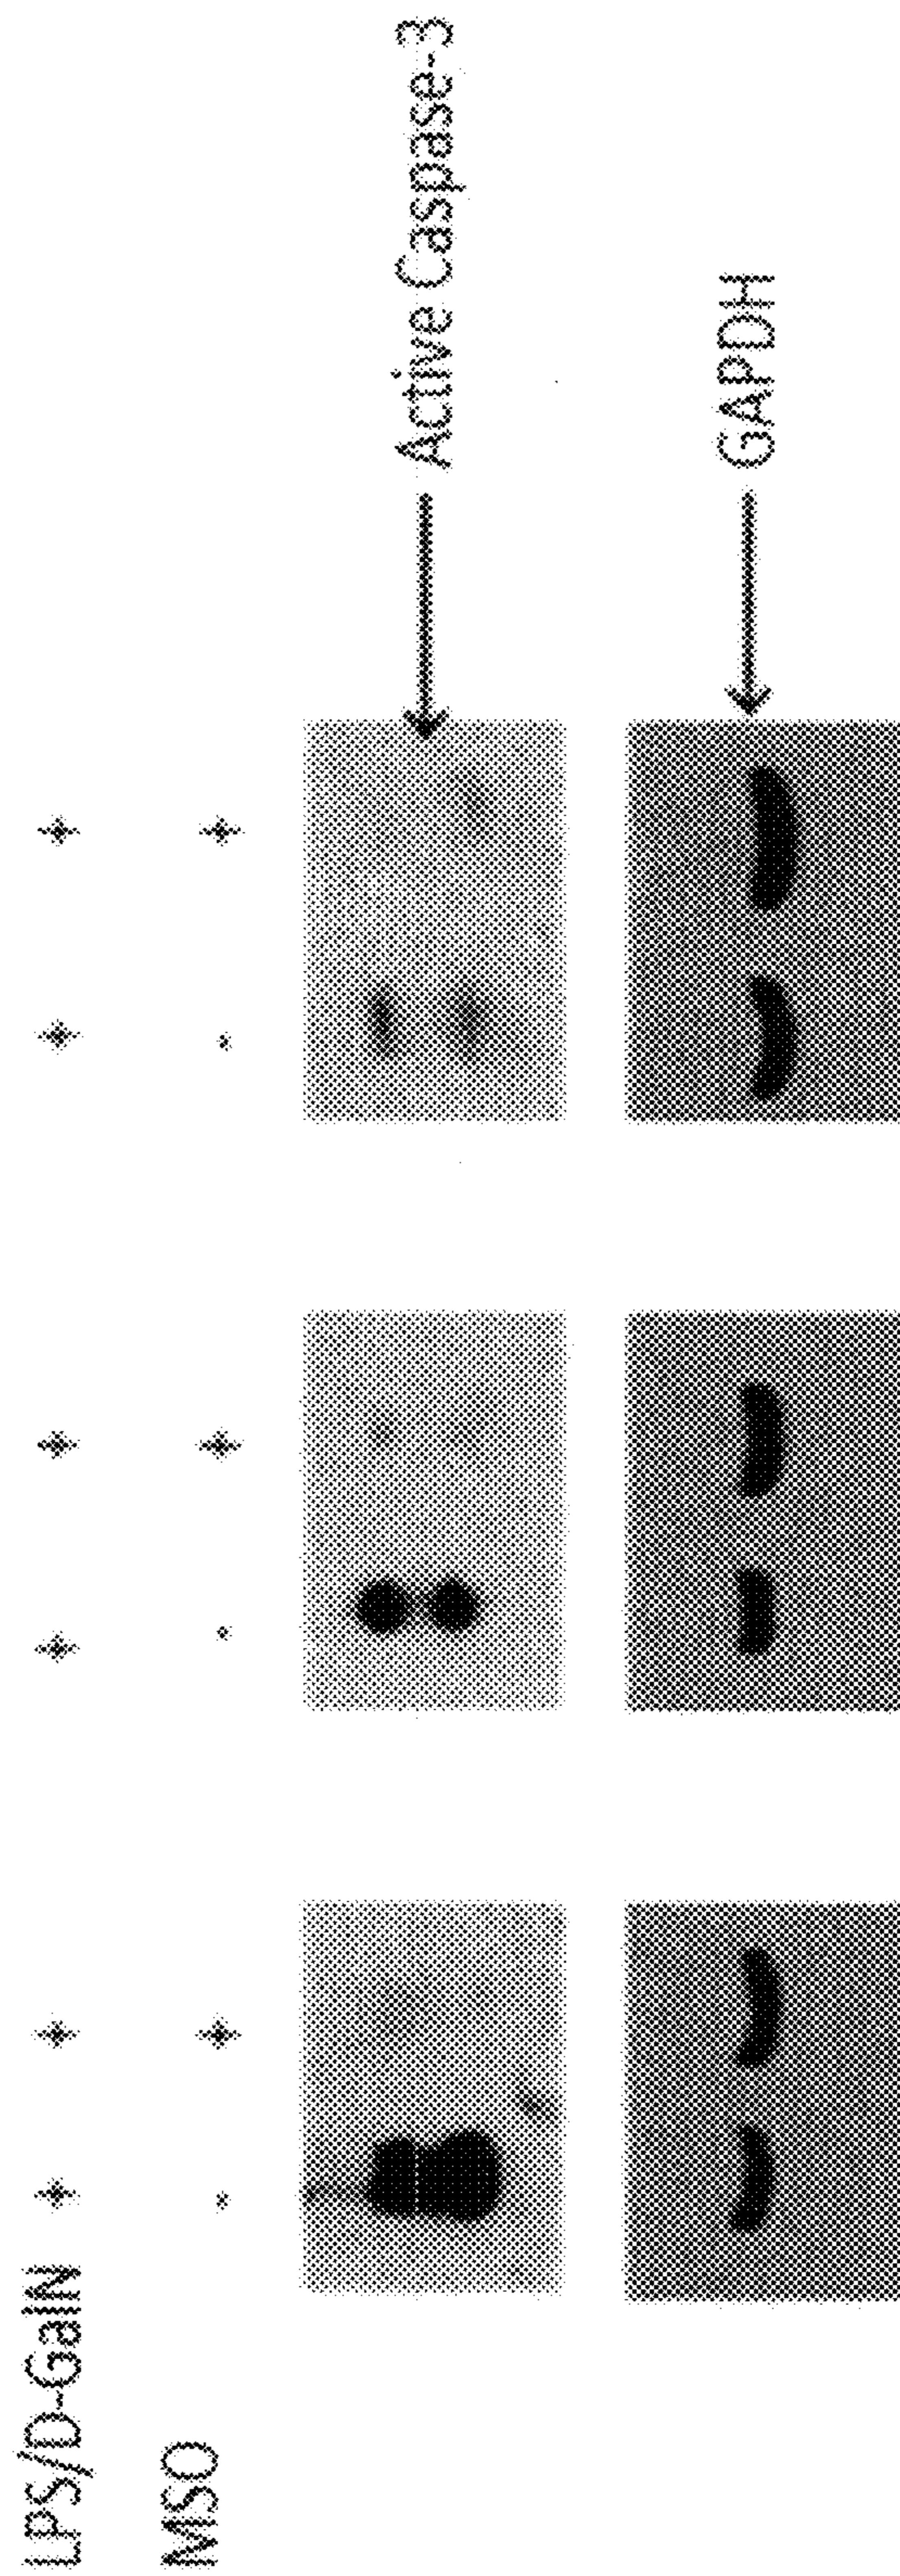 LPS/D-GalN + + + + + +
MSO - + - + - +
Active Caspase-3
GAPDH